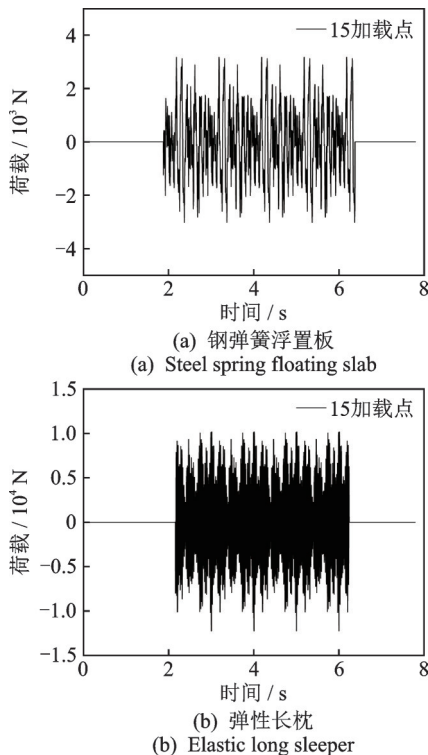 15加载点
荷载 / 10³ N
4
2
0
−2
−4
0 2 4 6 8
时间 / s
(a) 钢弹簧浮置板
(a) Steel spring floating slab
15加载点
荷载 / 10⁴ N
1.5
1.0
0.5
0
−0.5
−1.0
−1.5
0 2 4 6 8
时间 / s
(b) 弹性长枕
(b) Elastic long sleeper